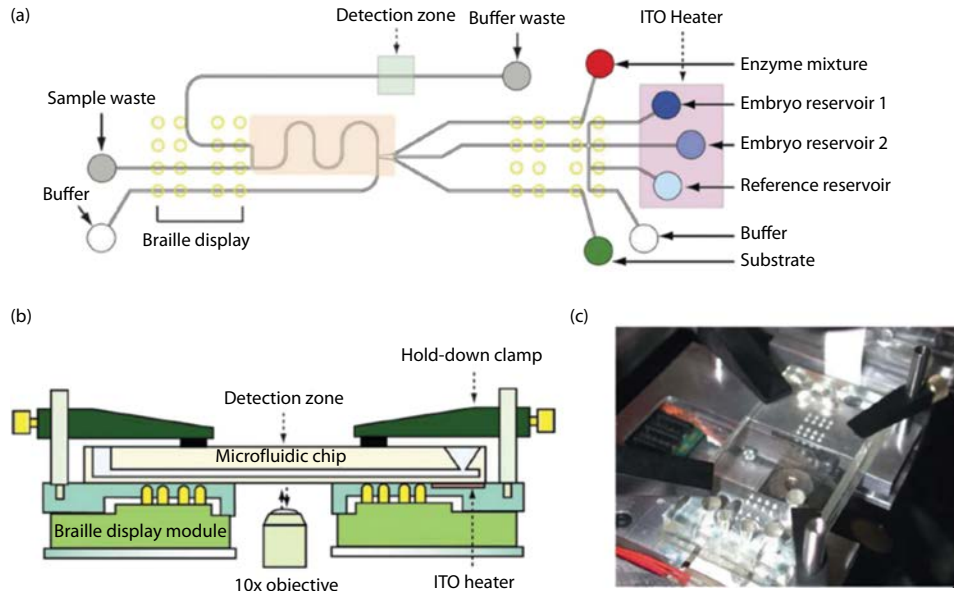 (a)
Detection zone
Buffer waste
ITO Heater
Enzyme mixture
Sample waste
Embryo reservoir 1
Embryo reservoir 2
Reference reservoir
Buffer
Braille display
Buffer
Substrate
(b)
(c)
Hold-down clamp
Detection zone
Microfluidic chip
Braille display module
10x objective
ITO heater